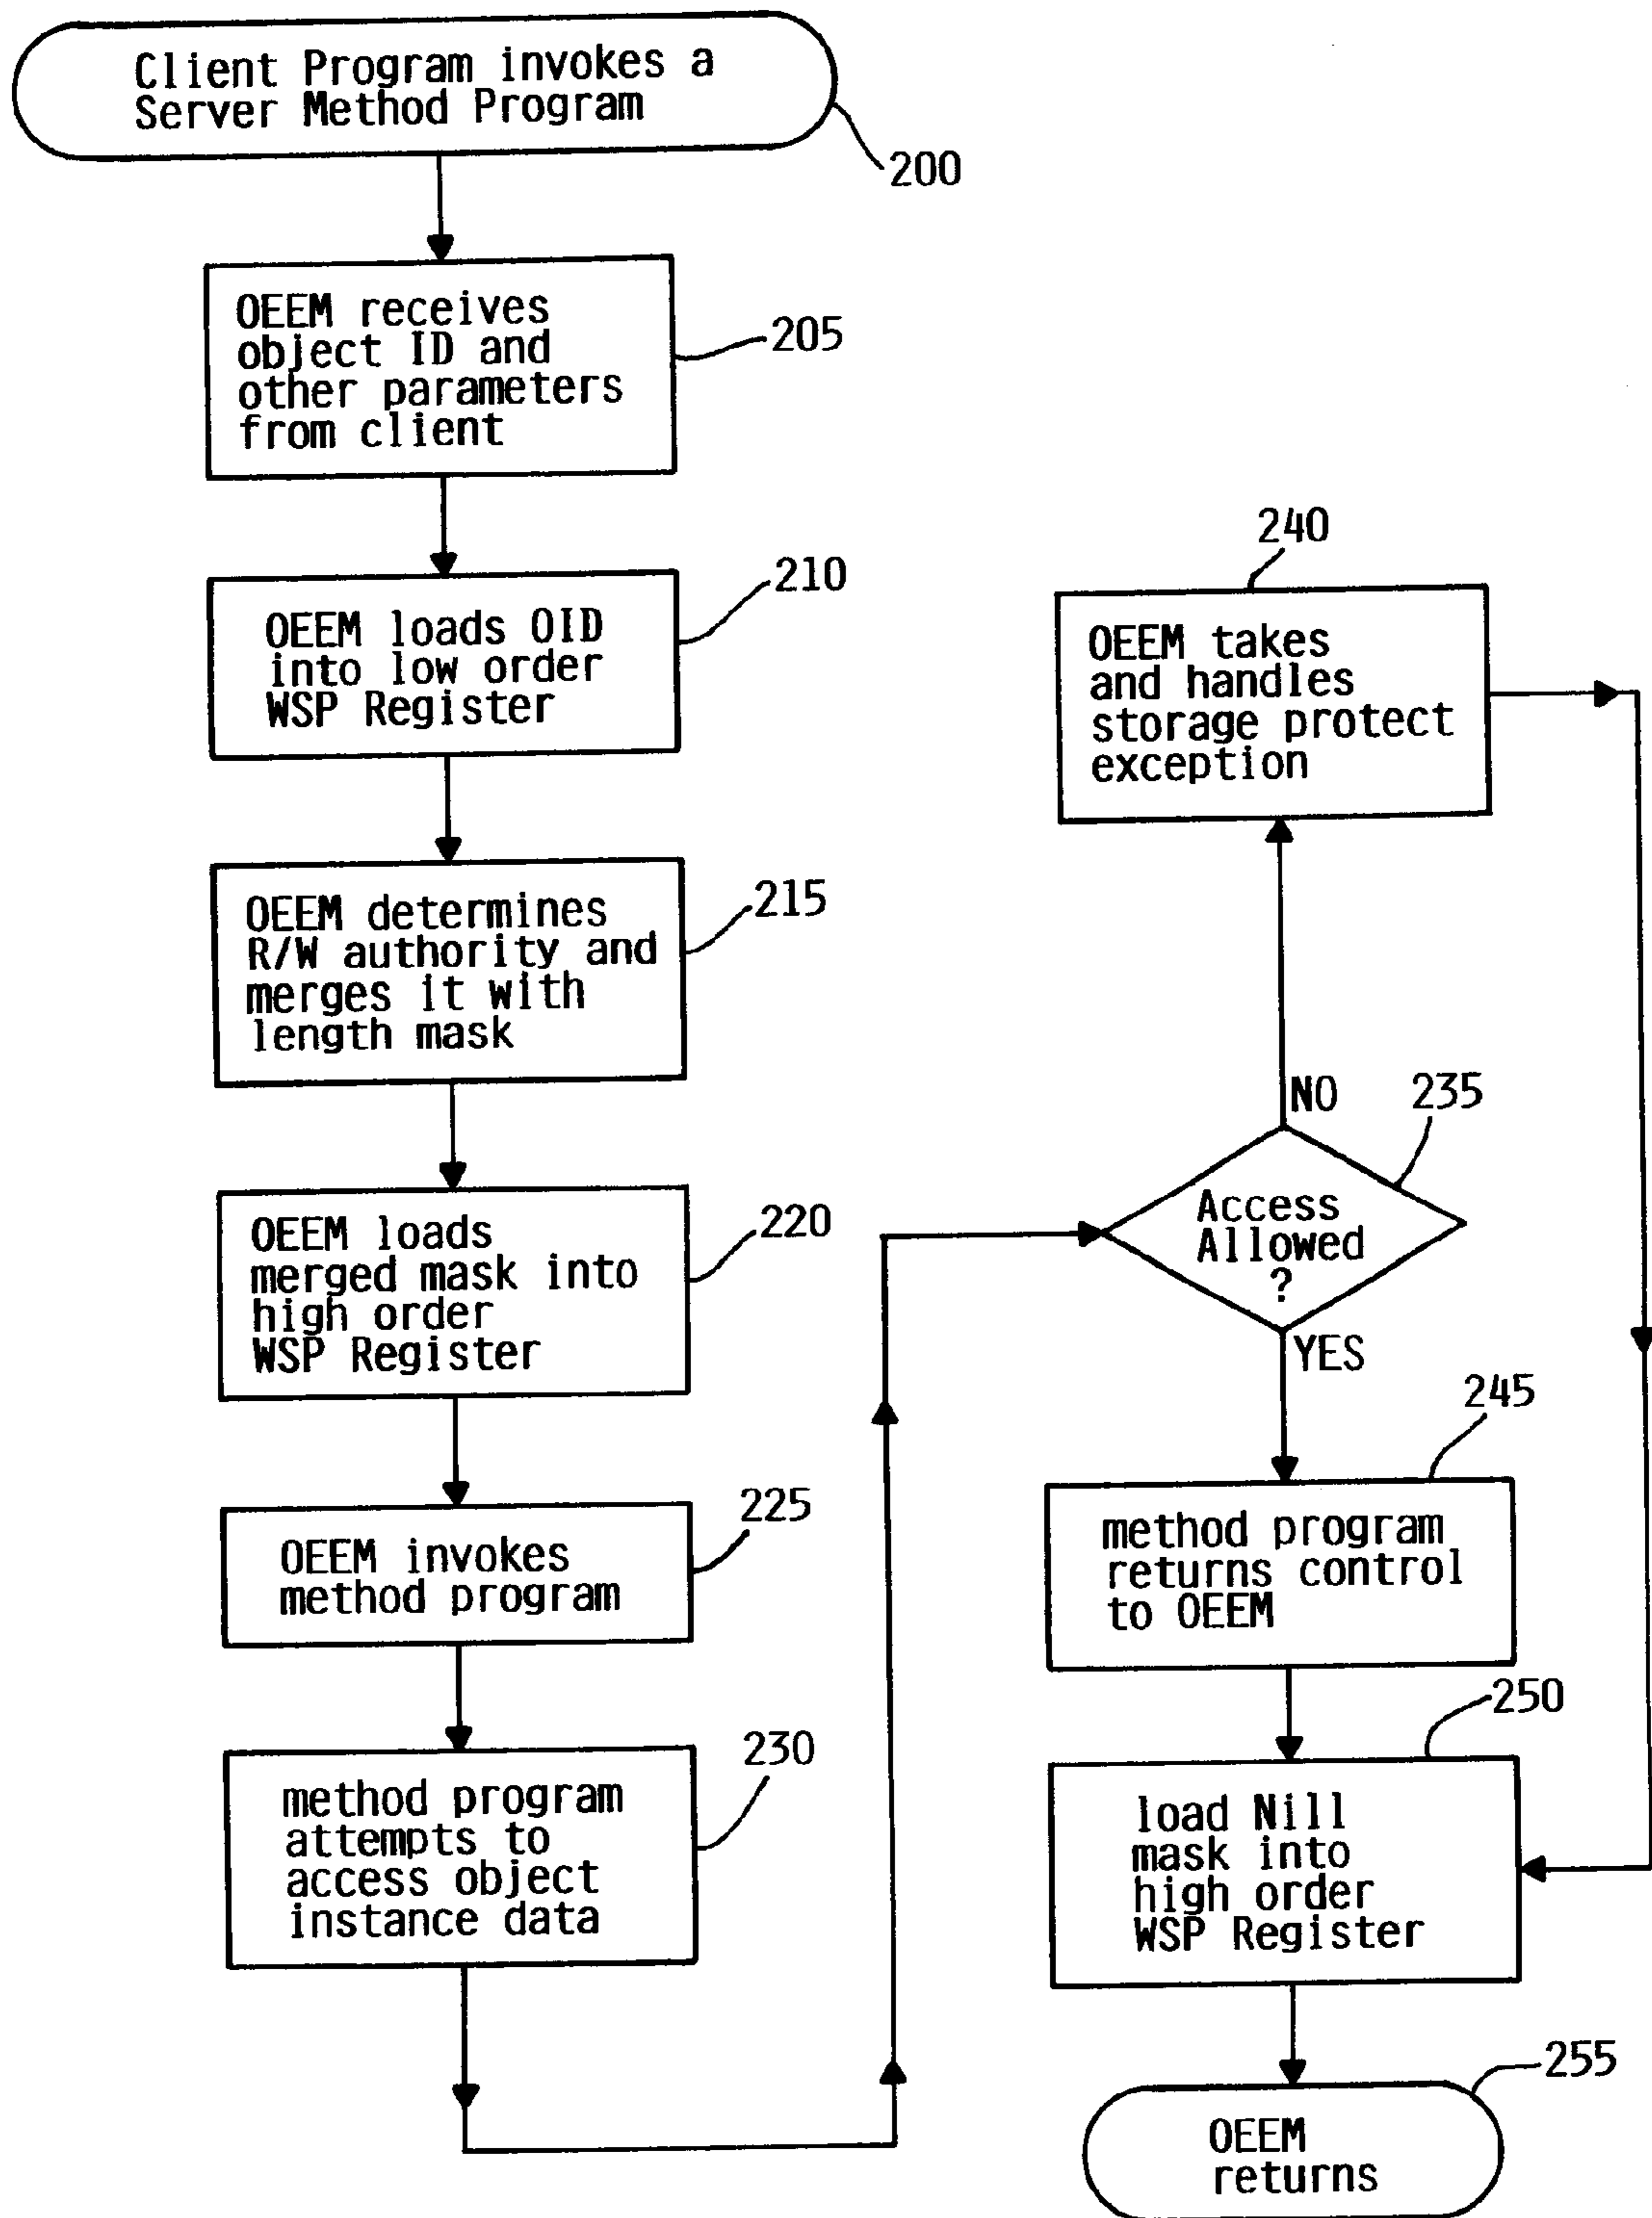 Client Program invokes a
Server Method Program
200
OEEM receives
object ID and
other parameters
from client
205
OEEM loads OID
into low order
WSP Register
210
OEEM determines
R/W authority and
merges it with
length mask
215
OEEM loads
merged mask into
high order
WSP Register
220
OEEM invokes
method program
225
method program
attempts to
access object
instance data
230
Access
Allowed
?
235
NO
YES
240
OEEM takes
and handles
storage protect
exception
245
method program
returns control
to OEEM
250
load Nill
mask into
high order
WSP Register
255
OEEM
returns